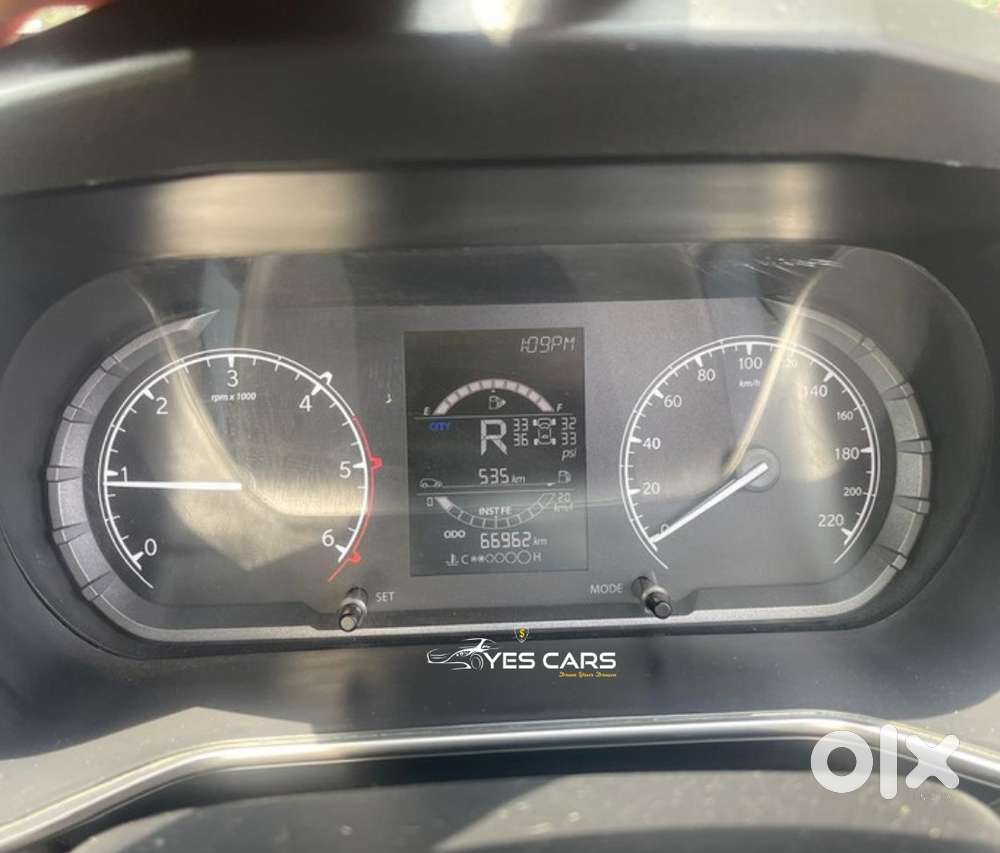 1:09PM
E F
CITY
R
33 32
36 33
psi
535 km
0 20
km/l
INST FE
ODO 66962 km
C H
0 1 2 3 4 5 6
rpm x 1000
0 20 40 60 80 100 120 140 160 180 200 220
km/h
SET
MODE
YES CARS
olx